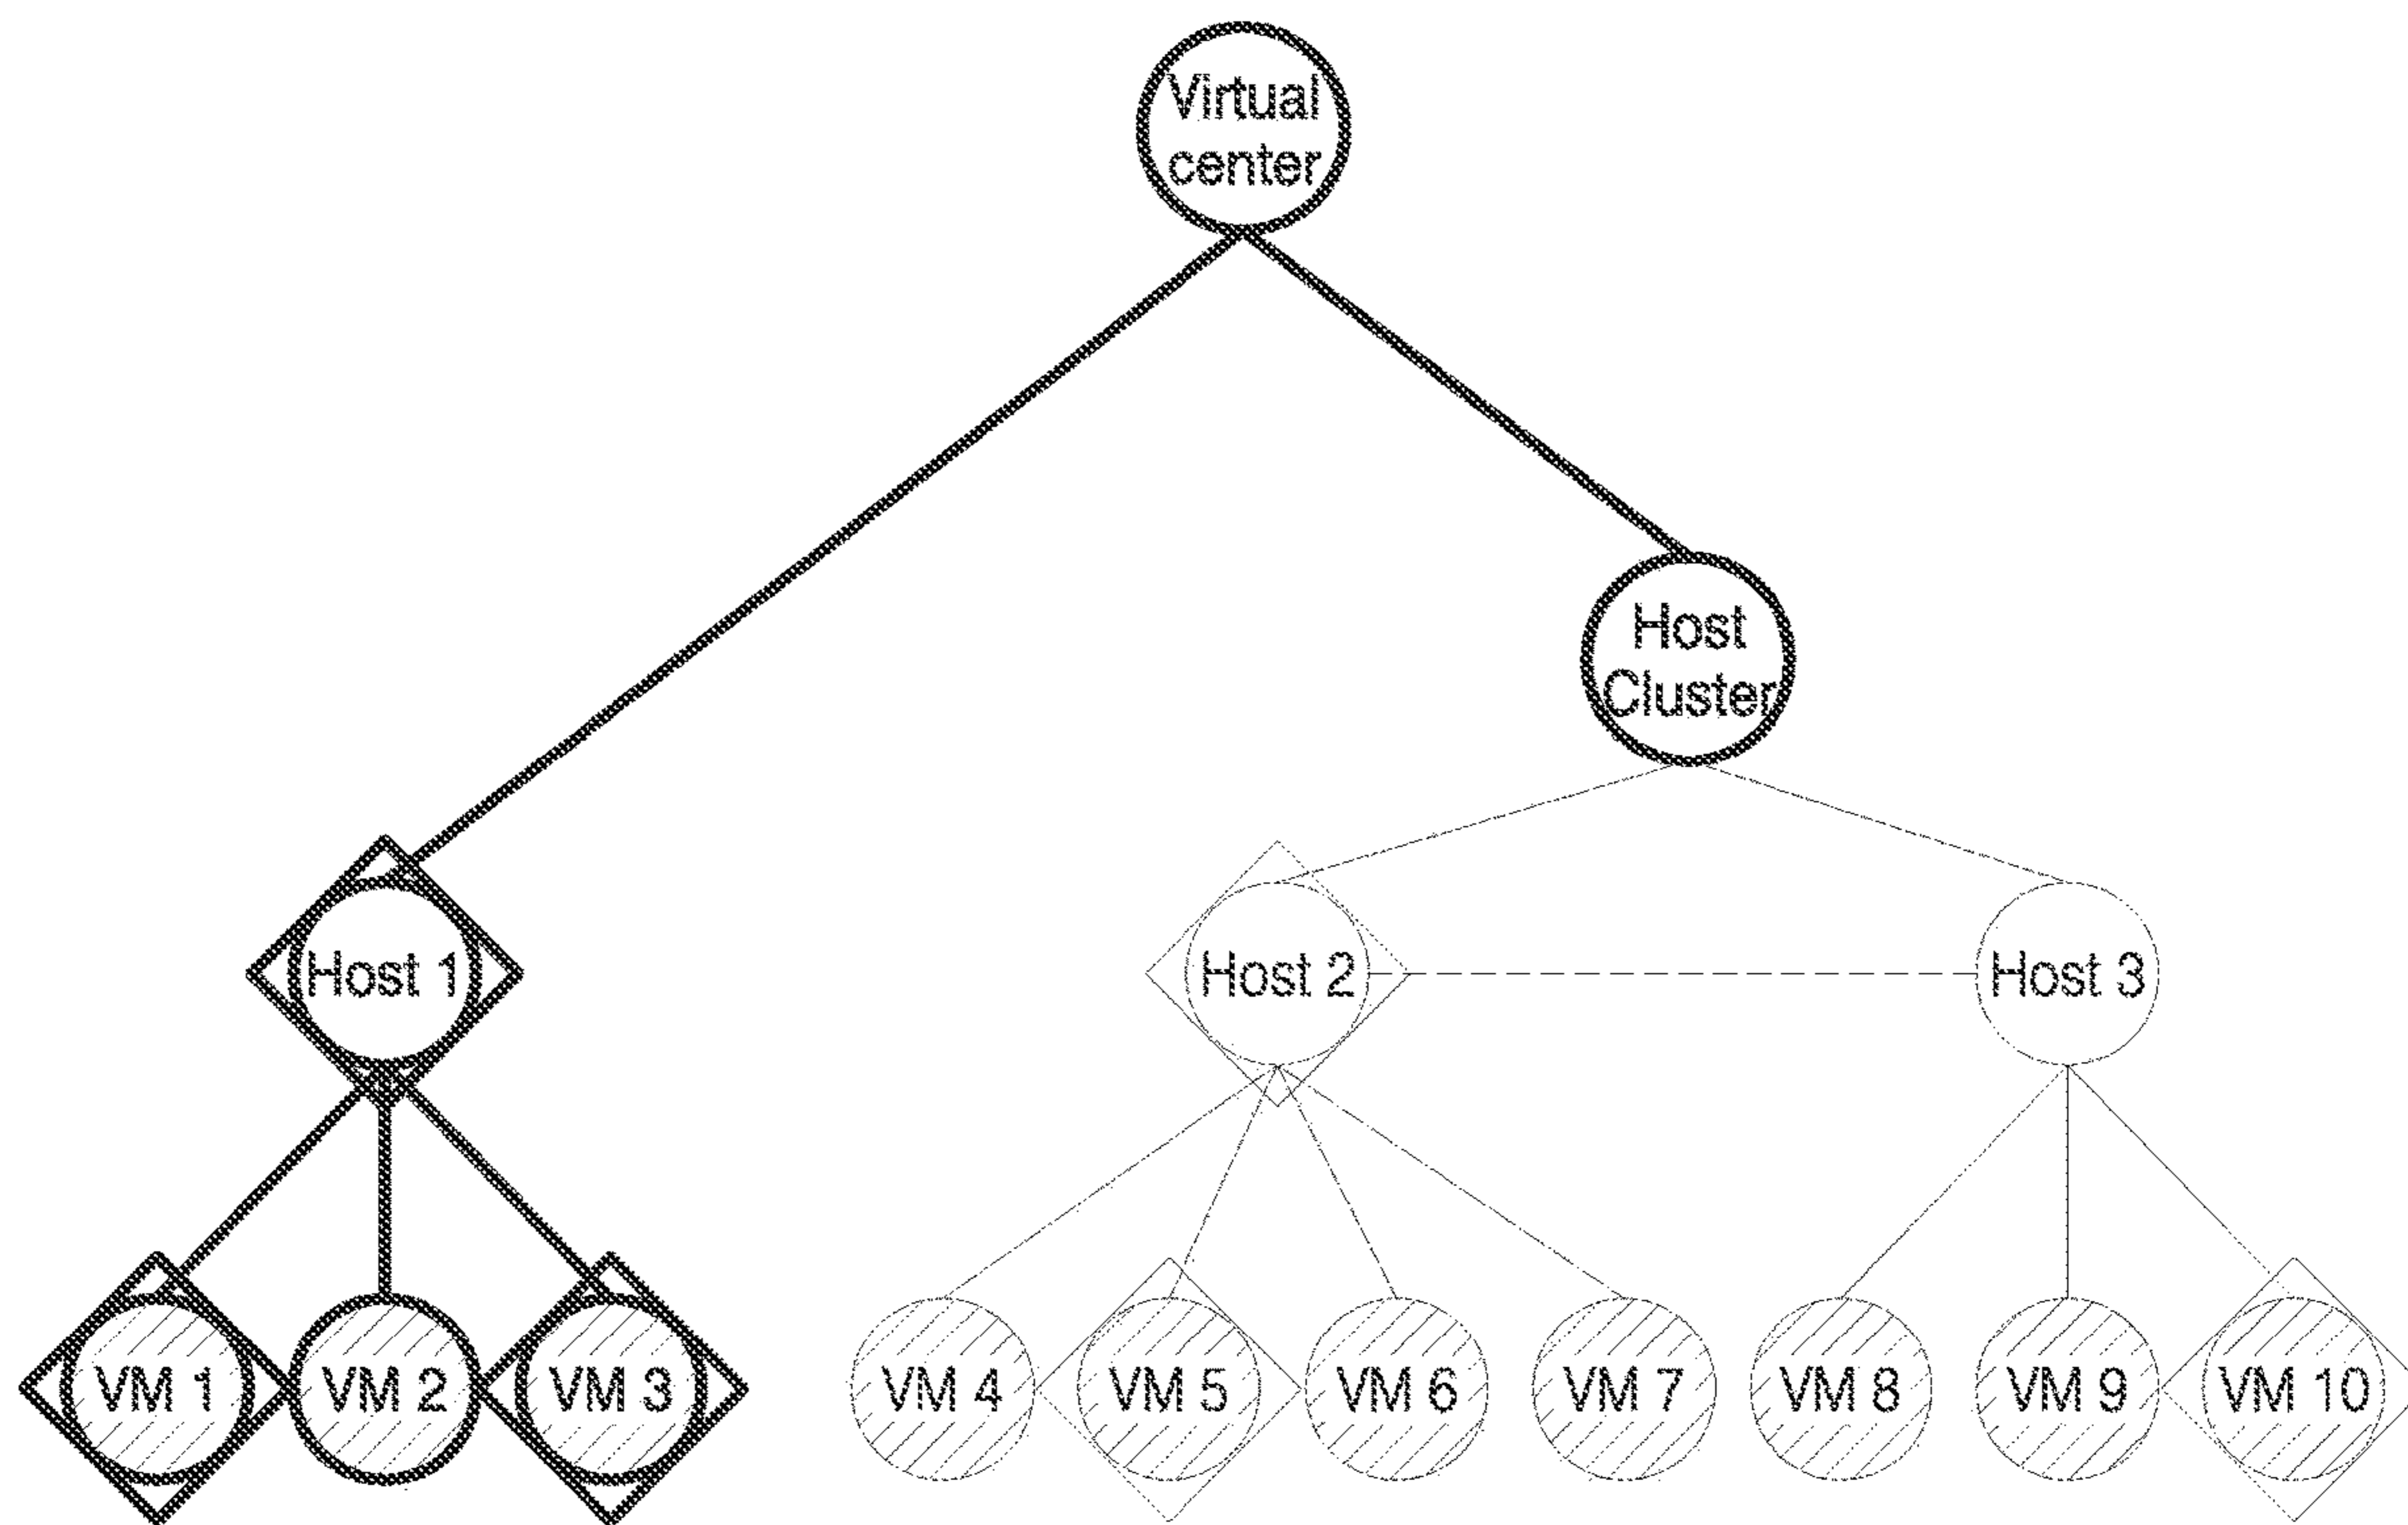 Virtual
center
Host
Cluster
Host 1
Host 2
Host 3
VM 1
VM 2
VM 3
VM 4
VM 5
VM 6
VM 7
VM 8
VM 9
VM 10